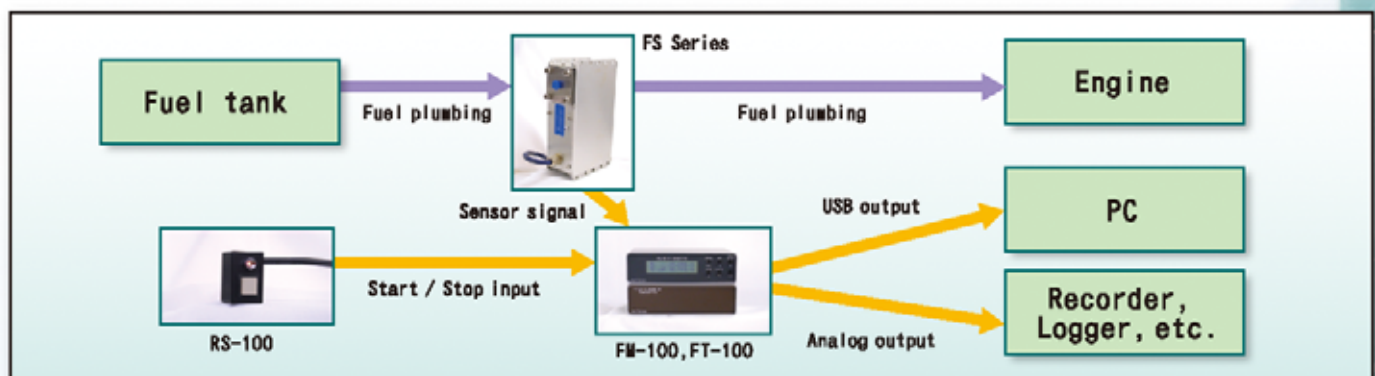 FS Series
Fuel tank
Fuel plumbing
Fuel plumbing
Engine
Sensor signal
USB output
PC
Start / Stop input
RS-100
FM-100,FT-100
Analog output
Recorder,
Logger, etc.